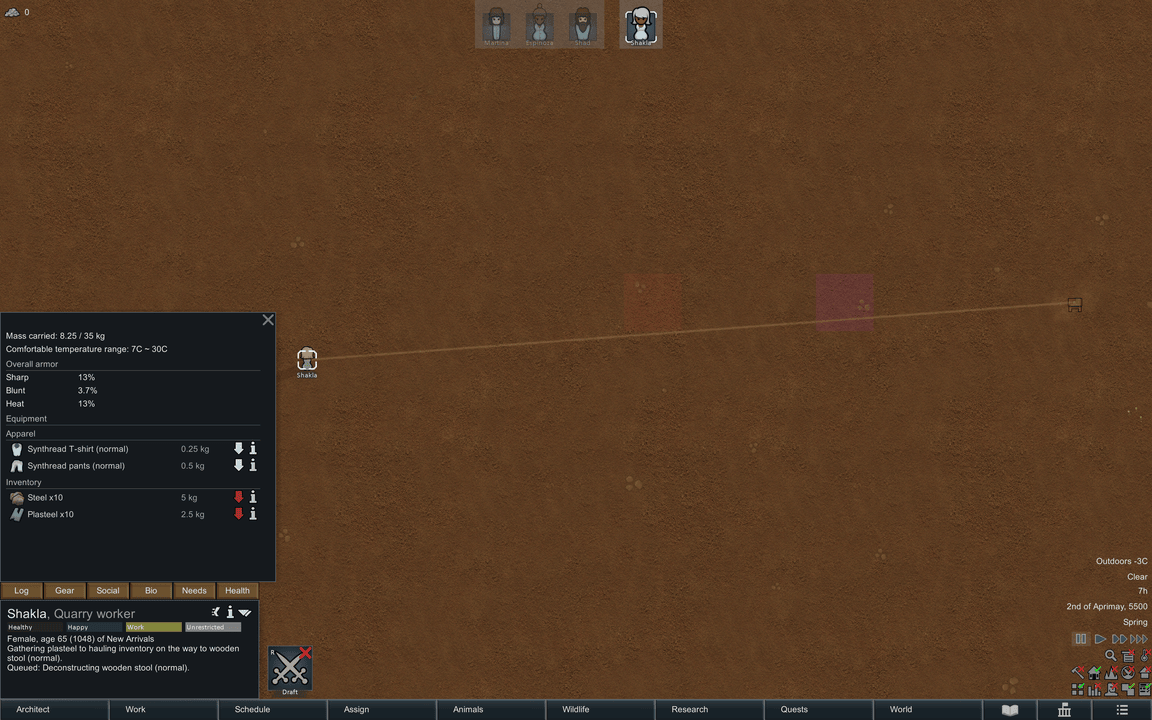 0
Martina
Espinoza
Shad
Shakla
Mass carried: 8.25 / 35 kg
Comfortable temperature range: 7C ~ 30C
Overall armor
Sharp 13%
Blunt 3.7%
Heat 13%
Equipment
Apparel
Synthread T-shirt (normal) 0.25 kg
Synthread pants (normal) 0.5 kg
Inventory
Steel x10 5 kg
Plasteel x10 2.5 kg
Log Gear Social Bio Needs Health
Shakla, Quarry worker
Healthy Happy Work Unrestricted
Female, age 65 (1048) of New Arrivals
Gathering plasteel to hauling inventory on the way to wooden
stool (normal).
Queued: Deconstructing wooden stool (normal).
R
Draft
Shakla
Outdoors -3C
Clear
7h
2nd of Aprimay, 5500
Spring
Architect Work Schedule Assign Animals Wildlife Research Quests World